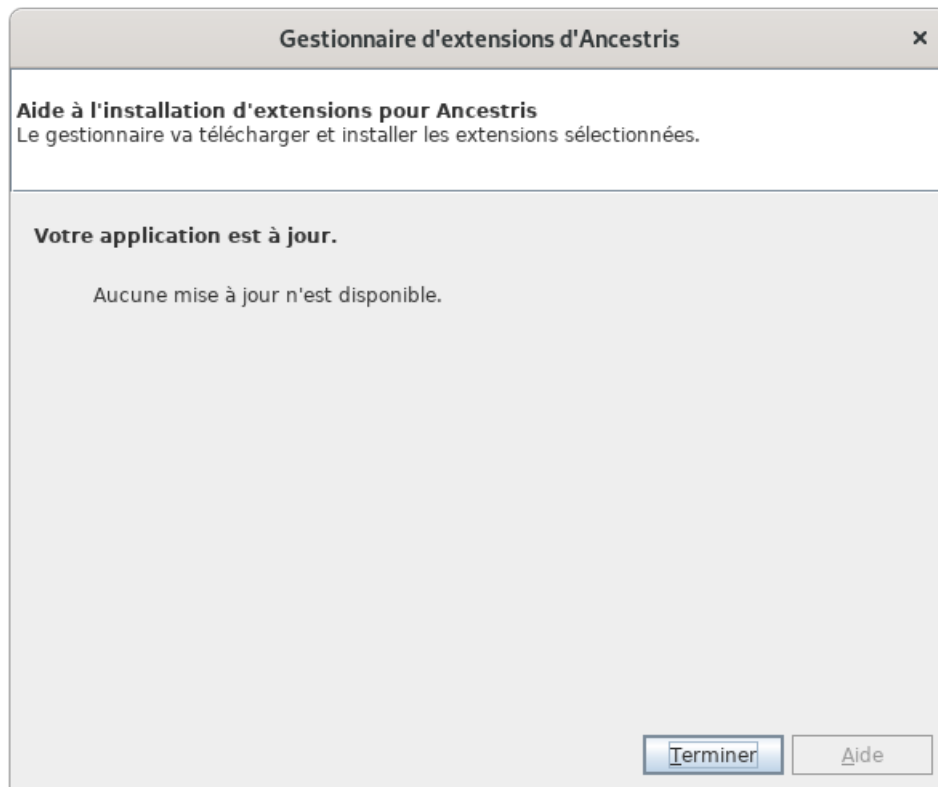 Gestionnaire d'extensions d'Ancestris
×
Aide à l'installation d'extensions pour Ancestris
Le gestionnaire va télécharger et installer les extensions sélectionnées.
Votre application est à jour.
Aucune mise à jour n'est disponible.
Terminer Aide